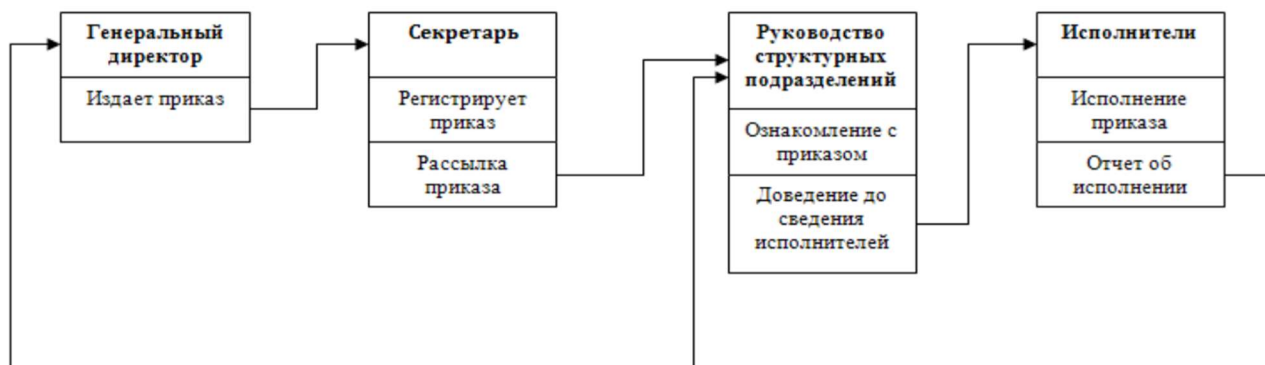 Генеральный
директор
Издает приказ
Секретарь
Регистрирует
приказ
Рассылка
приказа
Руководство
структурных
подразделений
Ознакомление с
приказом
Доведение до
сведения
исполнителей
Исполнители
Исполнение
приказа
Отчет об
исполнении